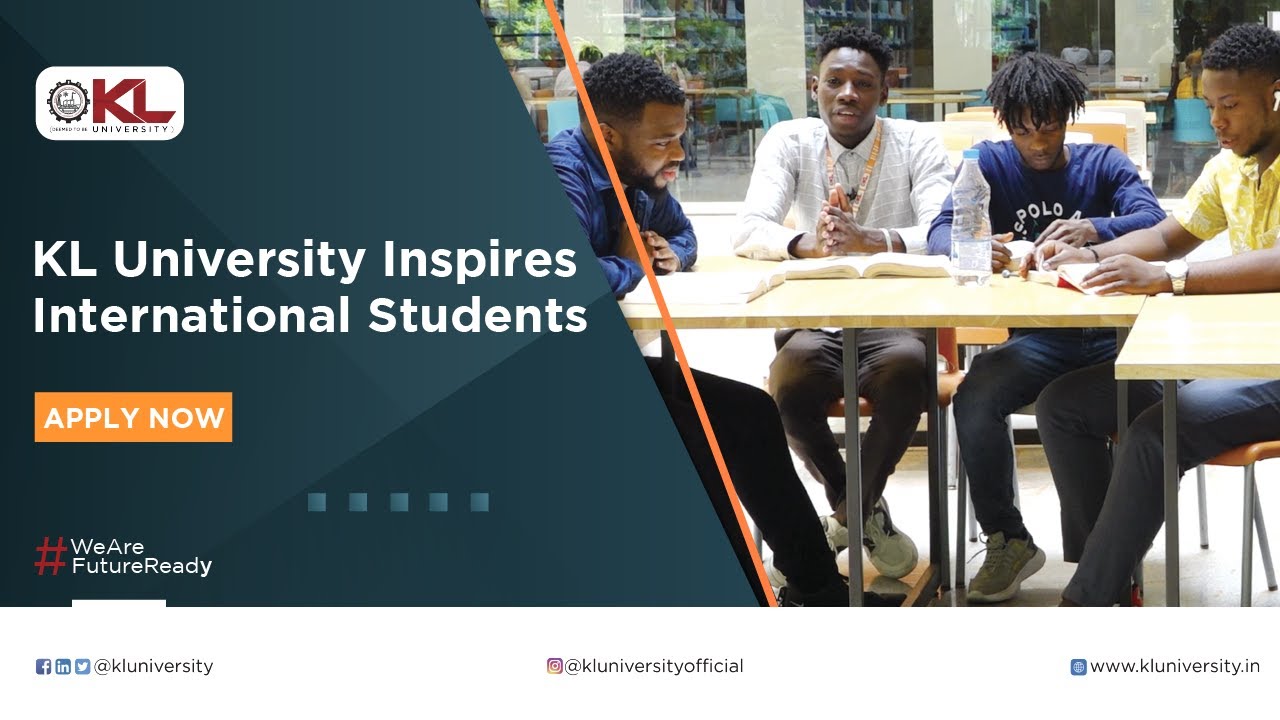 KL
(DEEMED TO BE UNIVERSITY)
KL University Inspires
International Students
APPLY NOW
#WeAre
FutureReady
@kluniversity
@kluniversityofficial
www.kluniversity.in
POLO